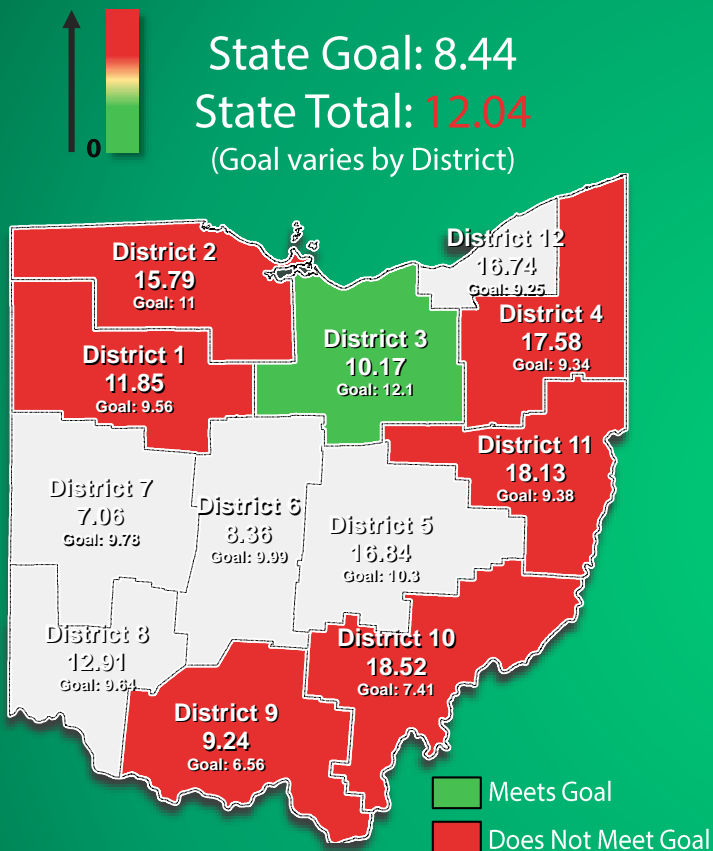 State Goal: 8.44
State Total: 12.04
(Goal varies by District)
0
District 2
15.79
Goal: 11
District 12
16.74
Goal: 9.25
District 4
17.58
Goal: 9.34
District 3
10.17
Goal: 12.1
District 1
11.85
Goal: 9.56
District 11
18.13
Goal: 9.38
District 7
7.06
Goal: 9.78
District 6
8.36
Goal: 9.99
District 5
16.84
Goal: 10.3
District 8
12.91
Goal: 9.64
District 10
18.52
Goal: 7.41
District 9
9.24
Goal: 6.56
Meets Goal
Does Not Meet Goal